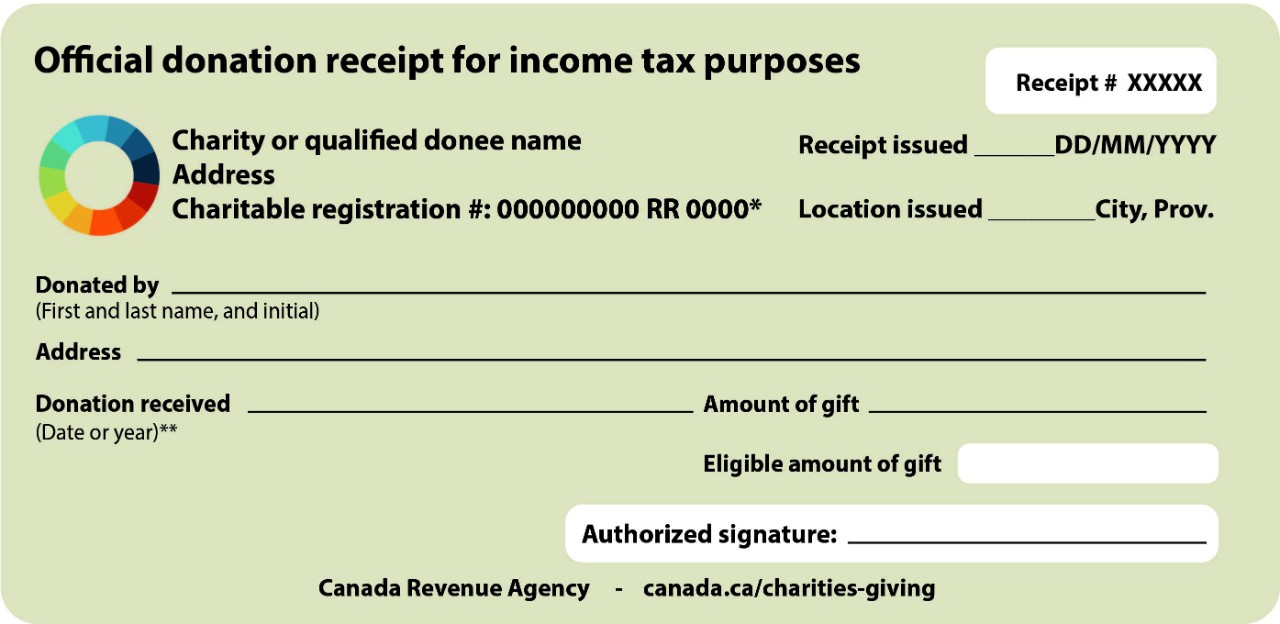 Official donation receipt for income tax purposes
Receipt # XXXXX
Charity or qualified donee name
Address
Charitable registration #: 000000000 RR 0000*
Receipt issued ______DD/MM/YYYY
Location issued ________City, Prov.
Donated by
(First and last name, and initial)
Address
Donation received
(Date or year)**
Amount of gift
Eligible amount of gift
Authorized signature:
Canada Revenue Agency - canada.ca/charities-giving